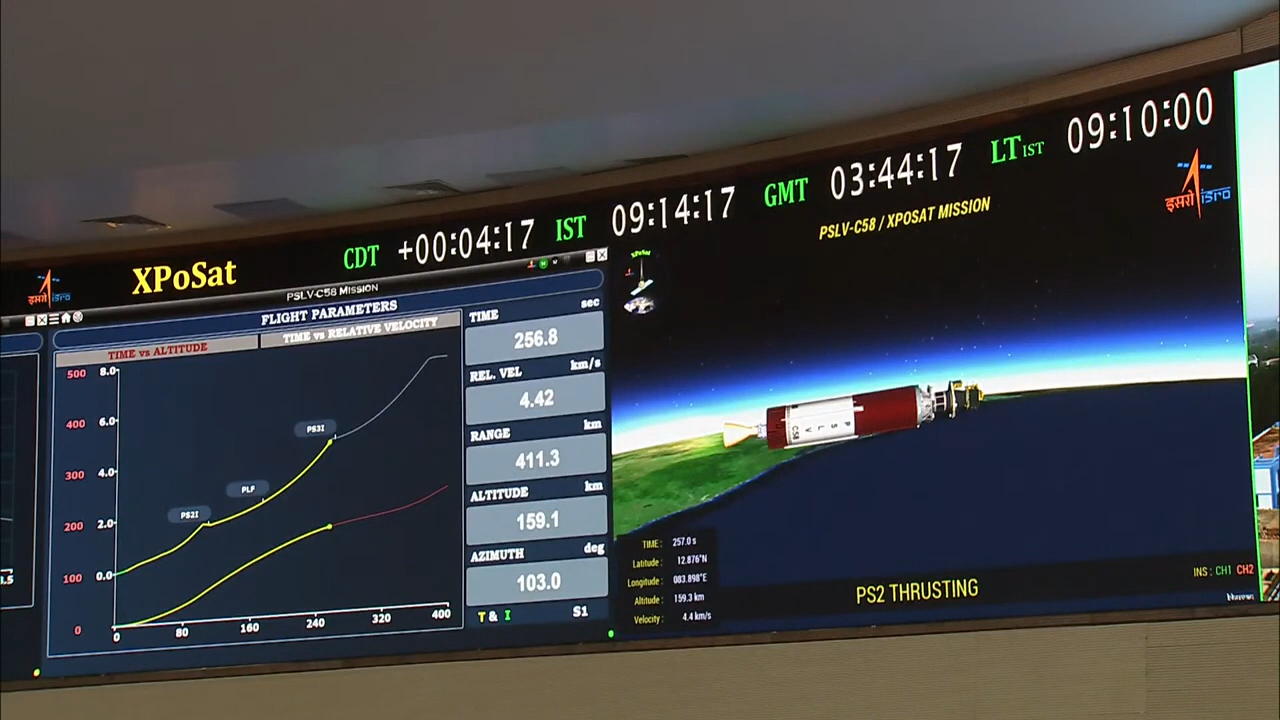 CDT +00:04:17 IST 09:14:17 GMT 03:44:17 LT IST 09:10:00
इसरो isro
XPoSat
PSLV-C58 MISSION
FLIGHT PARAMETERS
TIME vs ALTITUDE
TIME vs RELATIVE VELOCITY
500 8.0
400 6.0
300 4.0
200 2.0
100 0.0
0
0 80 160 240 320 400
PS2I
PLF
PS3I
TIME sec
256.8
REL. VEL km/s
4.42
RANGE km
411.3
ALTITUDE km
159.1
AZIMUTH deg
103.0
T & I S1
PSLV-C58 / XPOSAT MISSION
इसरो isro
XPoSat
C58 P S L V
TIME : 257.0 s
Latitude : 12.876°N
Longitude : 083.898°E
Altitude : 159.3 km
Velocity : 4.4 km/s
PS2 THRUSTING
INS : CH1 CH2